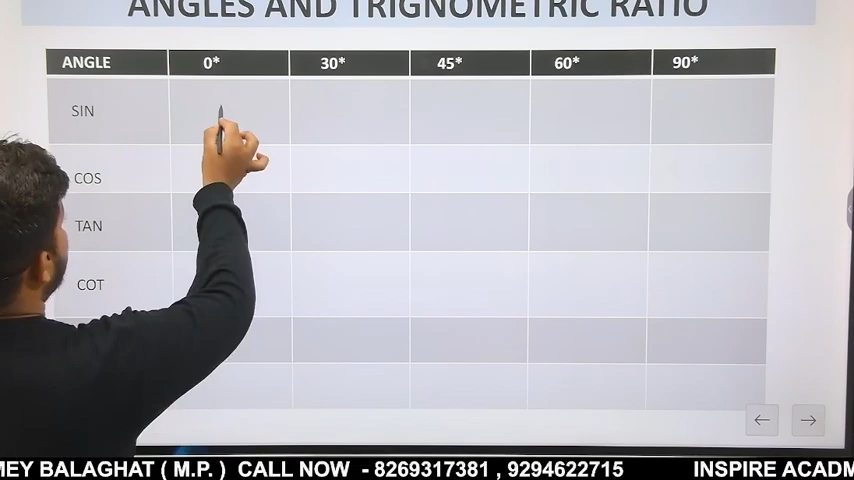 ANGLES AND TRIGNOMETRIC RATIO
ANGLE 0* 30* 45* 60* 90*
SIN
COS
TAN
COT
MEY BALAGHAT ( M.P. ) CALL NOW - 8269317381 , 9294622715 INSPIRE ACADM